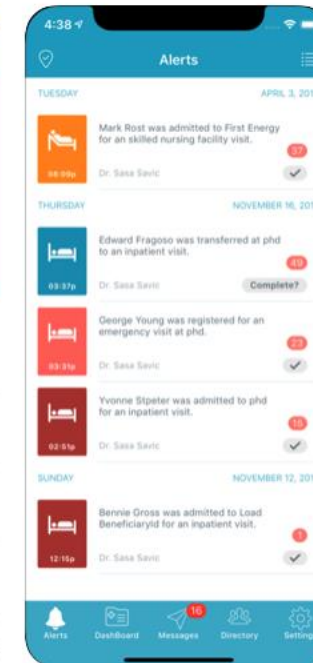 4:38
Alerts
TUESDAY
APRIL 3, 201
Mark Rost was admitted to First Energy
for an skilled nursing facility visit.
37
Dr. Sasa Savic
THURSDAY
NOVEMBER 16, 201
Edward Fragoso was transferred at phd
to an inpatient visit.
49
03:37p
Dr. Sasa Savic
Complete?
George Young was registered for an
emergency visit at phd.
23
03:31p
Dr. Sasa Savic
Yvonne Stpeter was admitted to phd
for an inpatient visit.
16
02:51p
Dr. Sasa Savic
SUNDAY
NOVEMBER 12, 201
Bennie Gross was admitted to Load
BeneficiaryId for an inpatient visit.
1
12:15p
Dr. Sasa Savic
16
Alerts
DashBoard
Messages
Directory
Setting